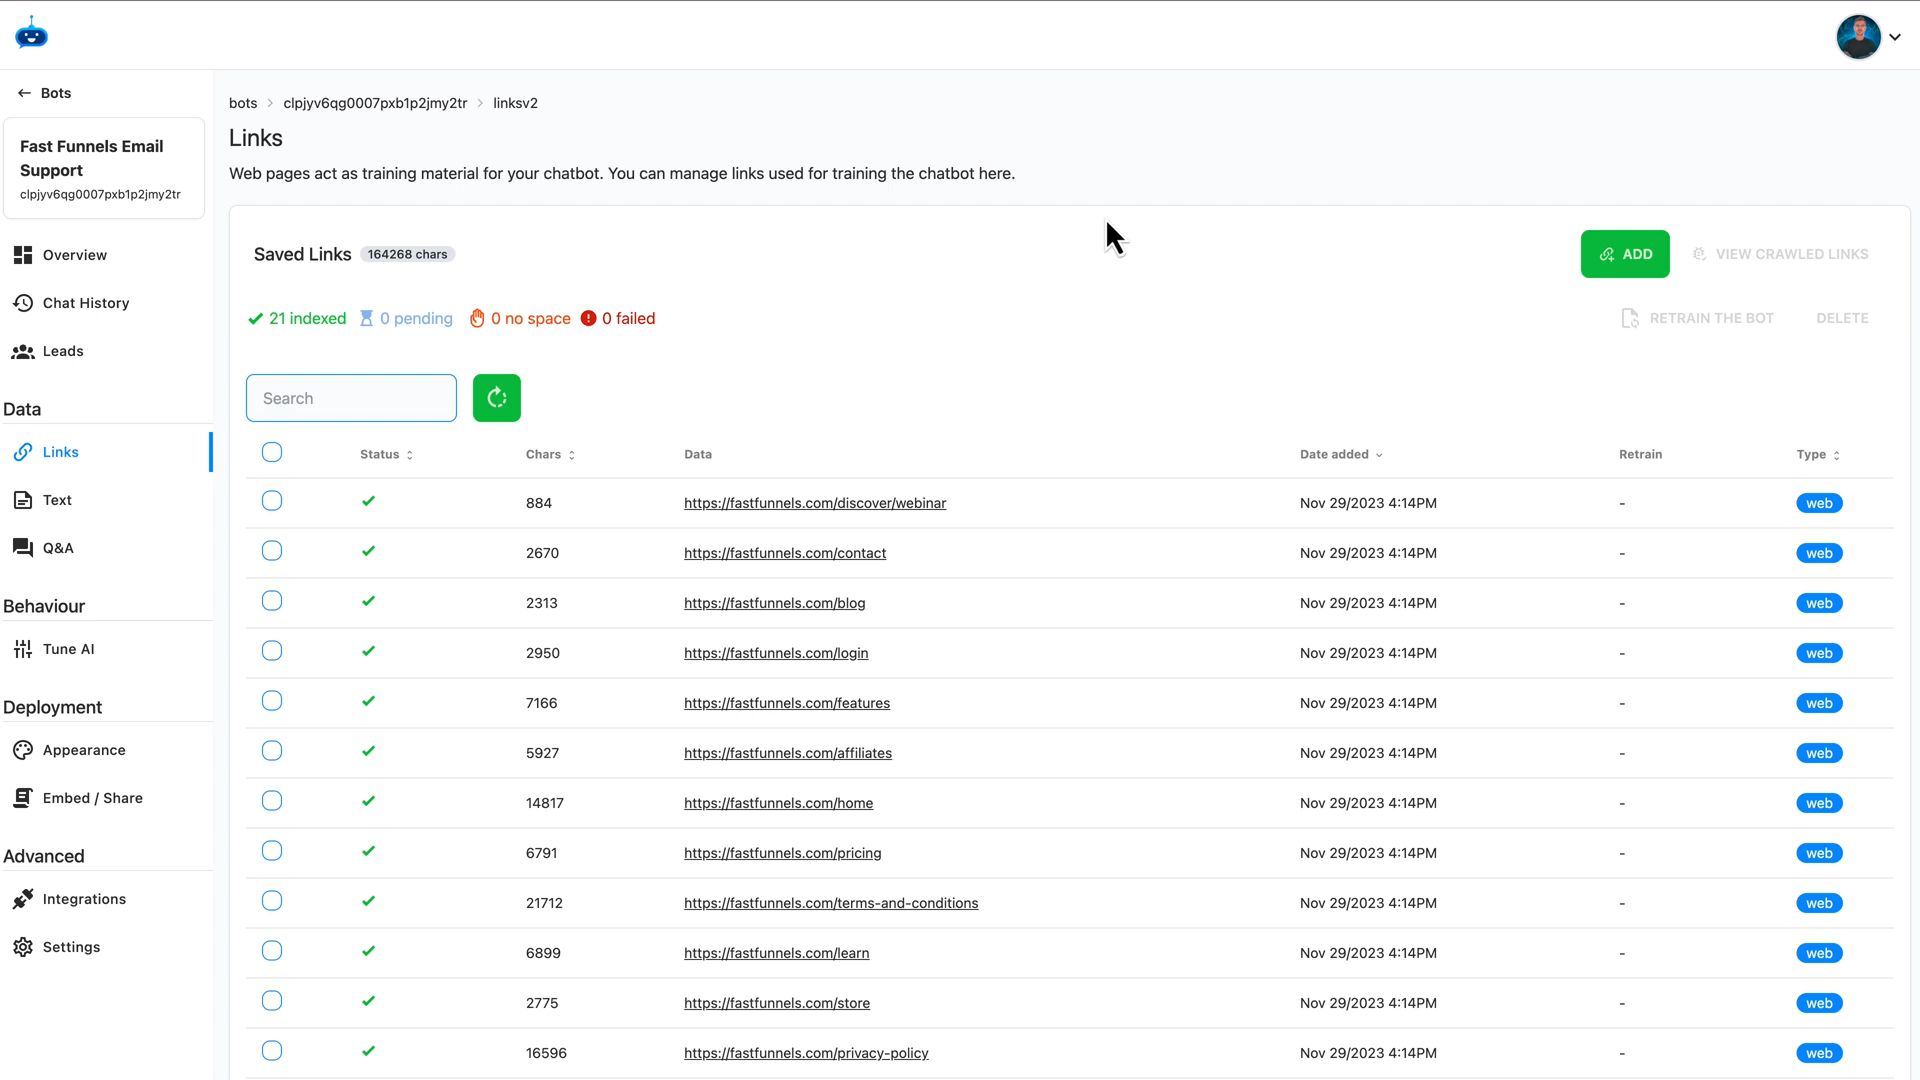 Bots
Fast Funnels Email
Support
clpjyv6qg0007pxb1p2jmy2tr
Overview
Chat History
Leads
Data
Links
Text
Q&A
Behaviour
Tune AI
Deployment
Appearance
Embed / Share
Advanced
Integrations
Settings
bots > clpjyv6qg0007pxb1p2jmy2tr > linksv2
Links
Web pages act as training material for your chatbot. You can manage links used for training the chatbot here.
Saved Links 164268 chars ADD VIEW CRAWLED LINKS
21 indexed 0 pending 0 no space 0 failed RETRAIN THE BOT DELETE
Search
Status Chars Data Date added Retrain Type
884 https://fastfunnels.com/discover/webinar Nov 29/2023 4:14PM - web
2670 https://fastfunnels.com/contact Nov 29/2023 4:14PM - web
2313 https://fastfunnels.com/blog Nov 29/2023 4:14PM - web
2950 https://fastfunnels.com/login Nov 29/2023 4:14PM - web
7166 https://fastfunnels.com/features Nov 29/2023 4:14PM - web
5927 https://fastfunnels.com/affiliates Nov 29/2023 4:14PM - web
14817 https://fastfunnels.com/home Nov 29/2023 4:14PM - web
6791 https://fastfunnels.com/pricing Nov 29/2023 4:14PM - web
21712 https://fastfunnels.com/terms-and-conditions Nov 29/2023 4:14PM - web
6899 https://fastfunnels.com/learn Nov 29/2023 4:14PM - web
2775 https://fastfunnels.com/store Nov 29/2023 4:14PM - web
16596 https://fastfunnels.com/privacy-policy Nov 29/2023 4:14PM - web